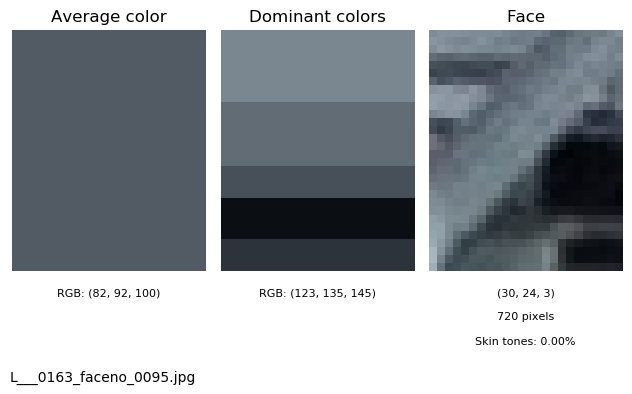 Average color
Dominant colors
Face
RGB: (82, 92, 100)
RGB: (123, 135, 145)
(30, 24, 3)
720 pixels
Skin tones: 0.00%
L___0163_faceno_0095.jpg